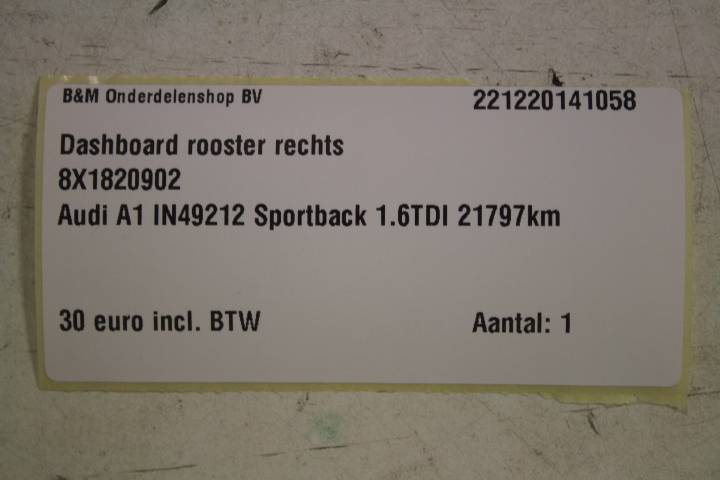 B&M Onderdelenshop BV 221220141058
Dashboard rooster rechts
8X1820902
Audi A1 IN49212 Sportback 1.6TDI 21797km
30 euro incl. BTW Aantal: 1